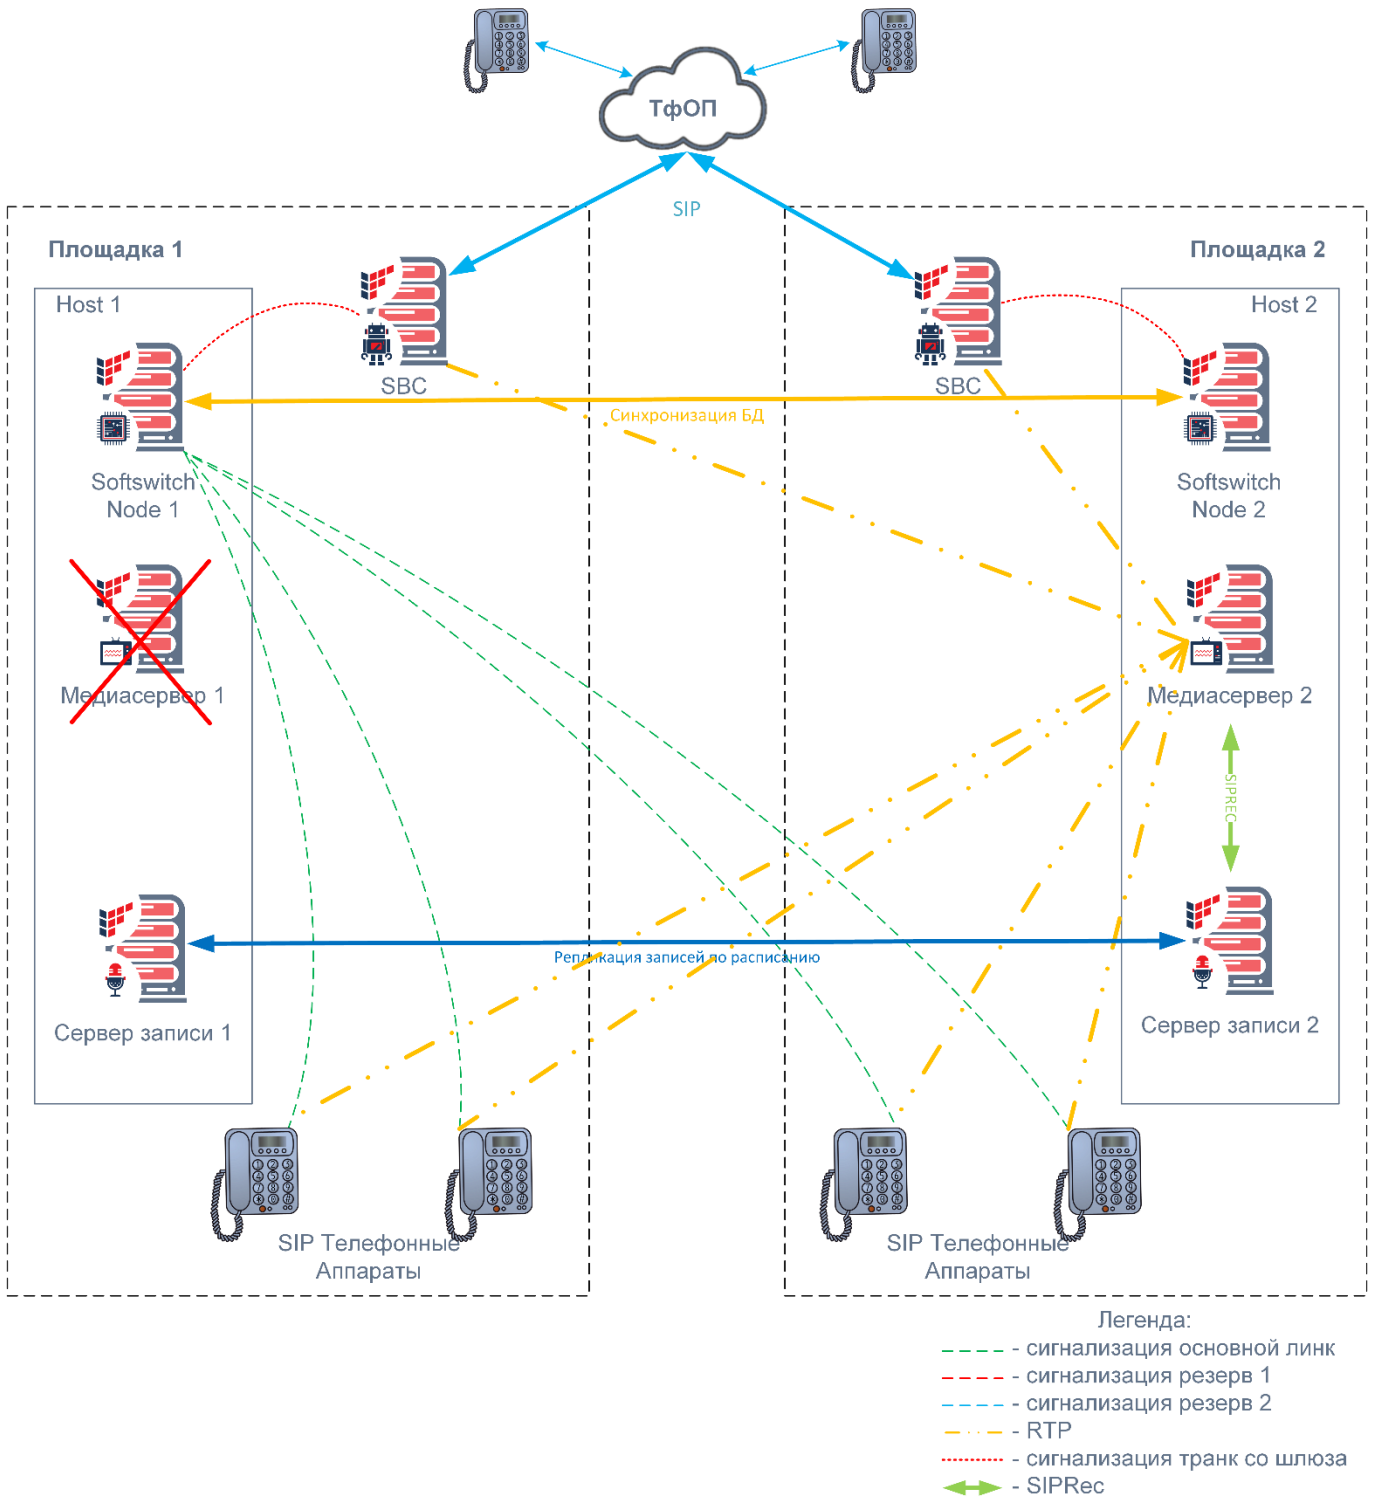 ТфОП
SIP
Площадка 1
Площадка 2
Host 1
Host 2
SBC
SBC
Синхронизация БД
Softswitch
Node 1
Softswitch
Node 2
Медиасервер 1
Медиасервер 2
SIPREC
Репликация записей по расписанию
Сервер записи 1
Сервер записи 2
SIP Телефонные
Аппараты
SIP Телефонные
Аппараты
Легенда:
- сигнализация основной линк
- сигнализация резерв 1
- сигнализация резерв 2
- RTP
- сигнализация транк со шлюза
- SIPRec